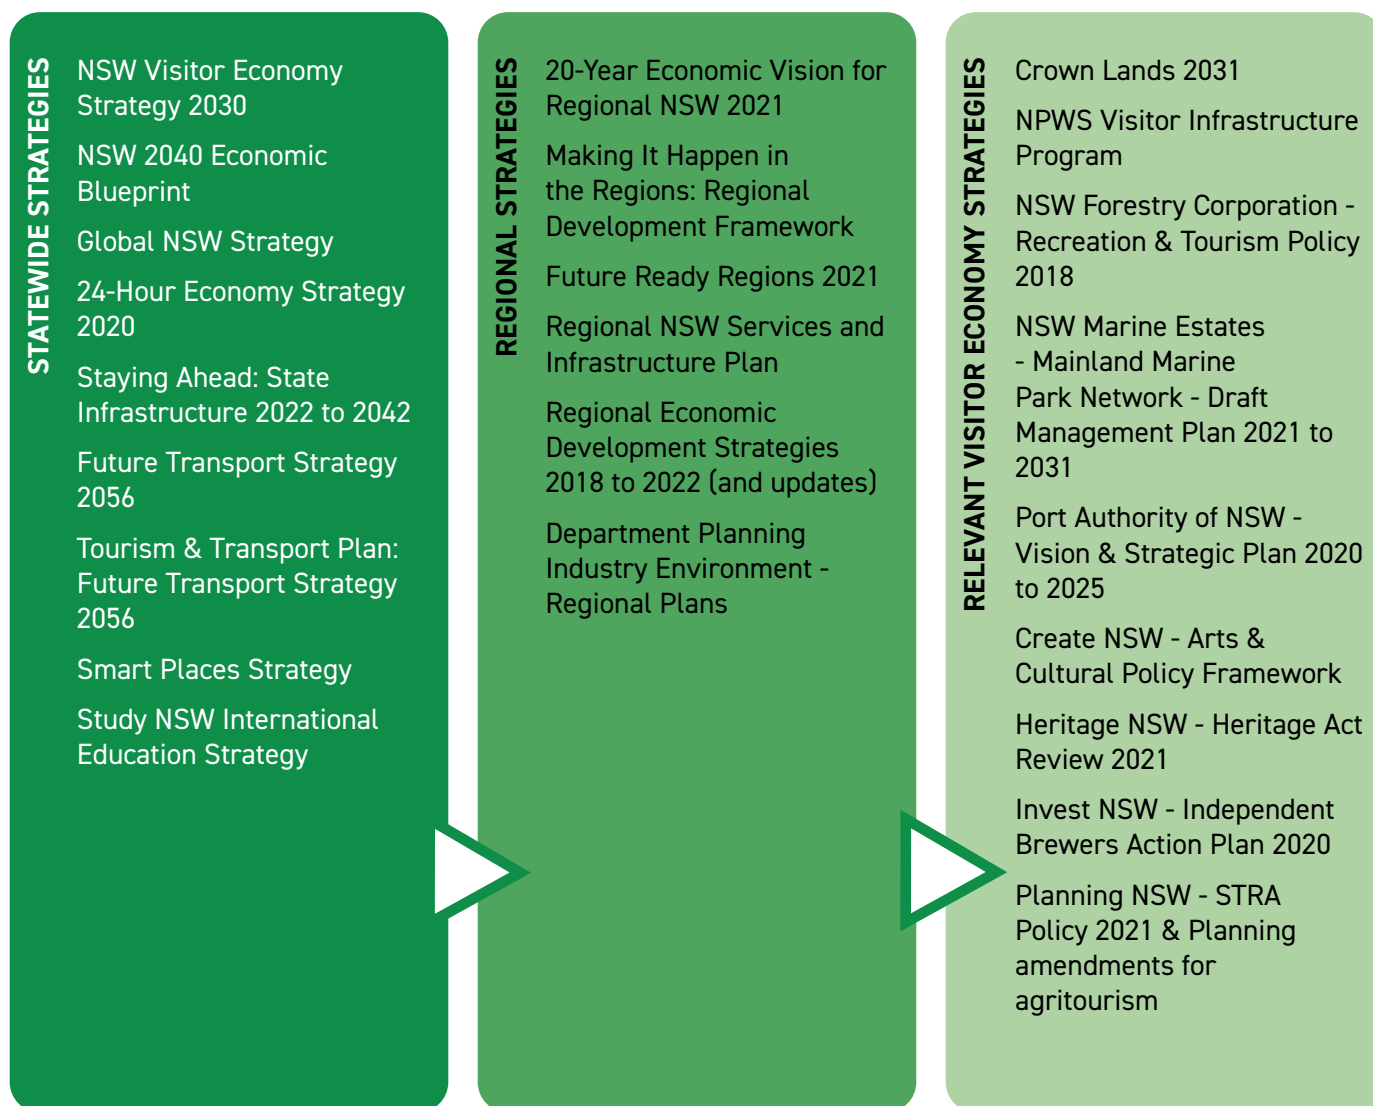 STATEWIDE STRATEGIES
NSW Visitor Economy
Strategy 2030
NSW 2040 Economic
Blueprint
Global NSW Strategy
24-Hour Economy Strategy
2020
Staying Ahead: State
Infrastructure 2022 to 2042
Future Transport Strategy
2056
Tourism & Transport Plan:
Future Transport Strategy
2056
Smart Places Strategy
Study NSW International
Education Strategy
REGIONAL STRATEGIES
20-Year Economic Vision for
Regional NSW 2021
Making It Happen in
the Regions: Regional
Development Framework
Future Ready Regions 2021
Regional NSW Services and
Infrastructure Plan
Regional Economic
Development Strategies
2018 to 2022 (and updates)
Department Planning
Industry Environment -
Regional Plans
RELEVANT VISITOR ECONOMY STRATEGIES
Crown Lands 2031
NPWS Visitor Infrastructure
Program
NSW Forestry Corporation -
Recreation & Tourism Policy
2018
NSW Marine Estates
- Mainland Marine
Park Network - Draft
Management Plan 2021 to
2031
Port Authority of NSW -
Vision & Strategic Plan 2020
to 2025
Create NSW - Arts &
Cultural Policy Framework
Heritage NSW - Heritage Act
Review 2021
Invest NSW - Independent
Brewers Action Plan 2020
Planning NSW - STRA
Policy 2021 & Planning
amendments for
agritourism